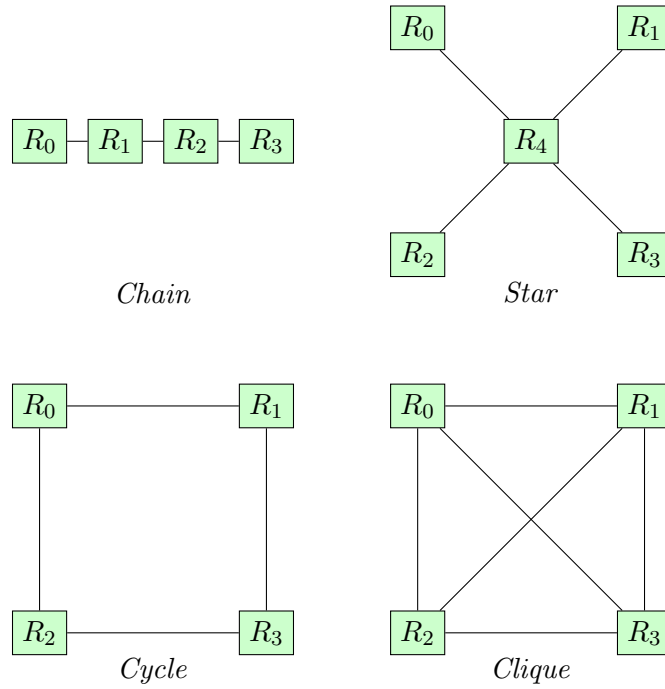 R0 R1
R0 R1 R2 R3 R4
R2 R3
Chain Star
R0 R1 R0 R1
R2 R3 R2 R3
Cycle Clique